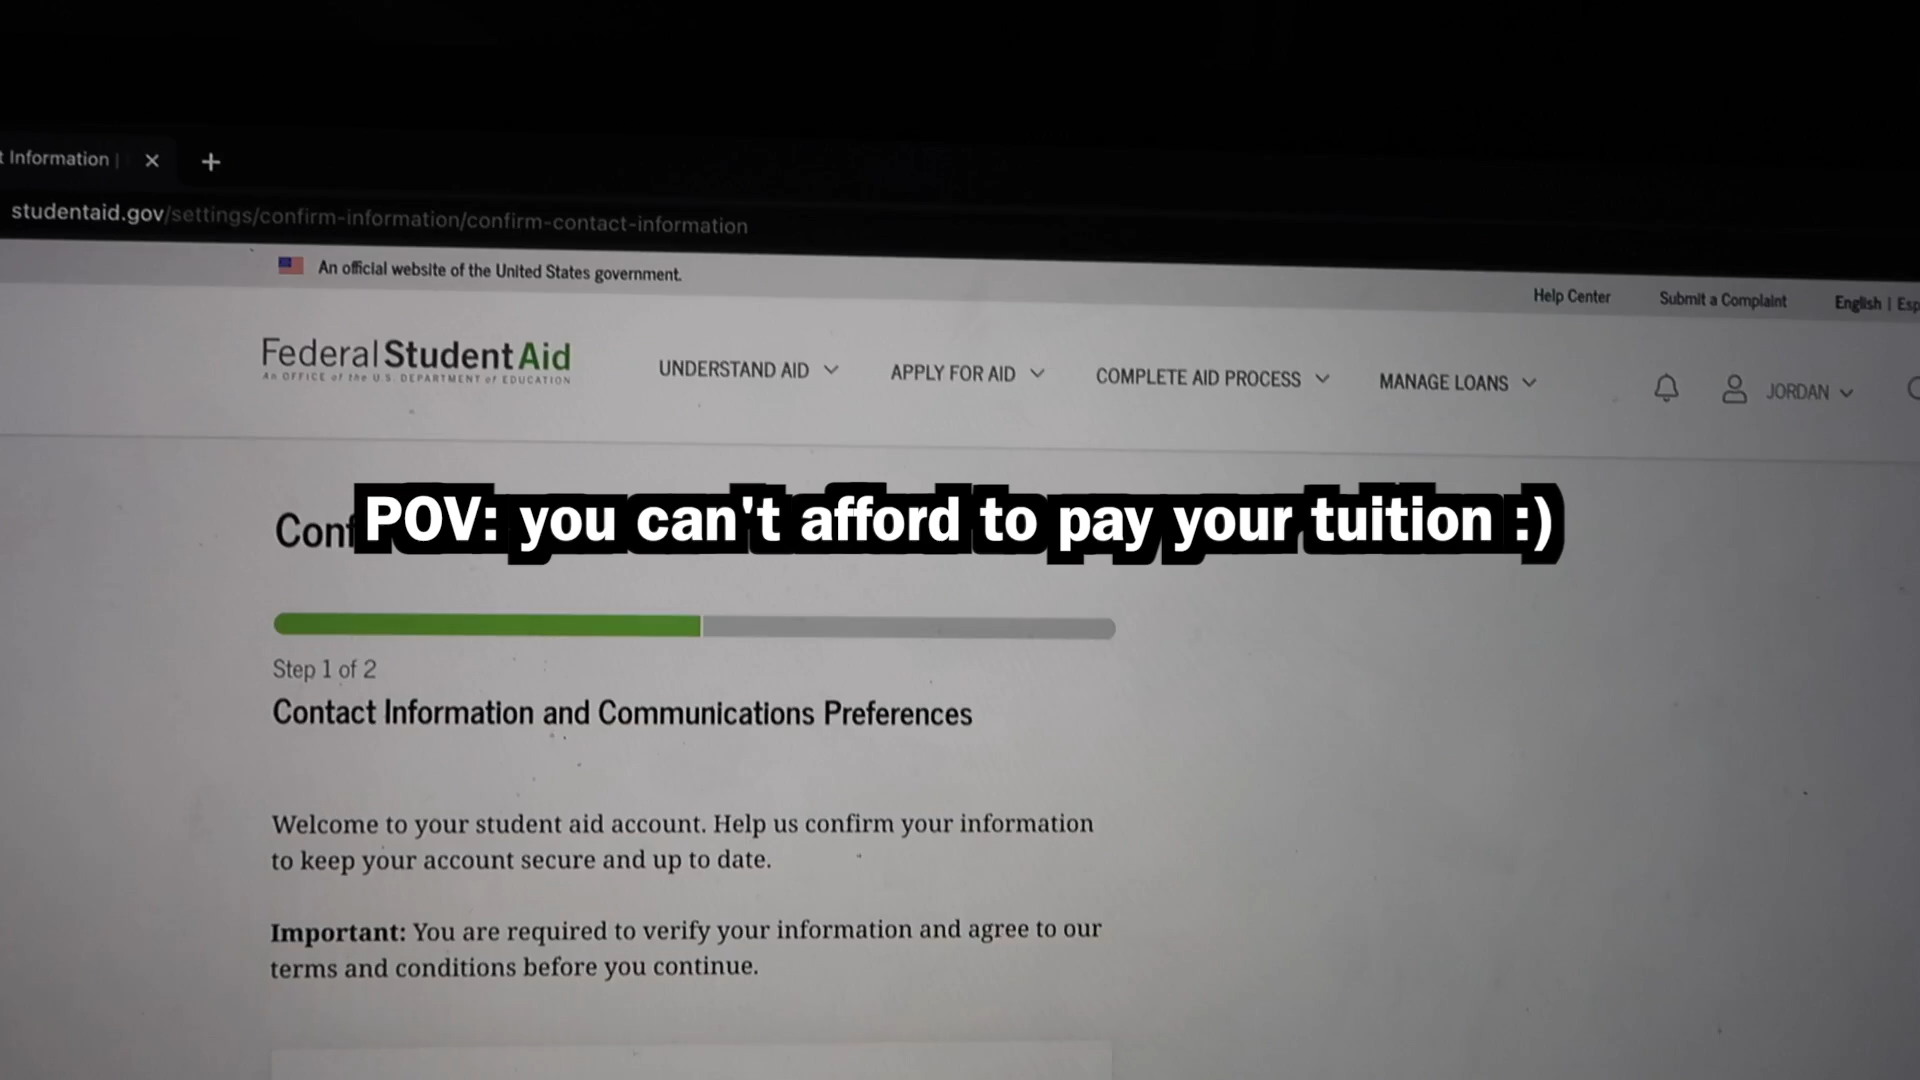 t Information
studentaid.gov/settings/confirm-information/confirm-contact-information
An official website of the United States government.
Help Center
Submit a Complaint
English | Esp
Federal Student Aid
An OFFICE of the U.S. DEPARTMENT of EDUCATION
UNDERSTAND AID
APPLY FOR AID
COMPLETE AID PROCESS
MANAGE LOANS
JORDAN
Conf
POV: you can't afford to pay your tuition :)
Step 1 of 2
Contact Information and Communications Preferences
Welcome to your student aid account. Help us confirm your information
to keep your account secure and up to date.
Important: You are required to verify your information and agree to our
terms and conditions before you continue.